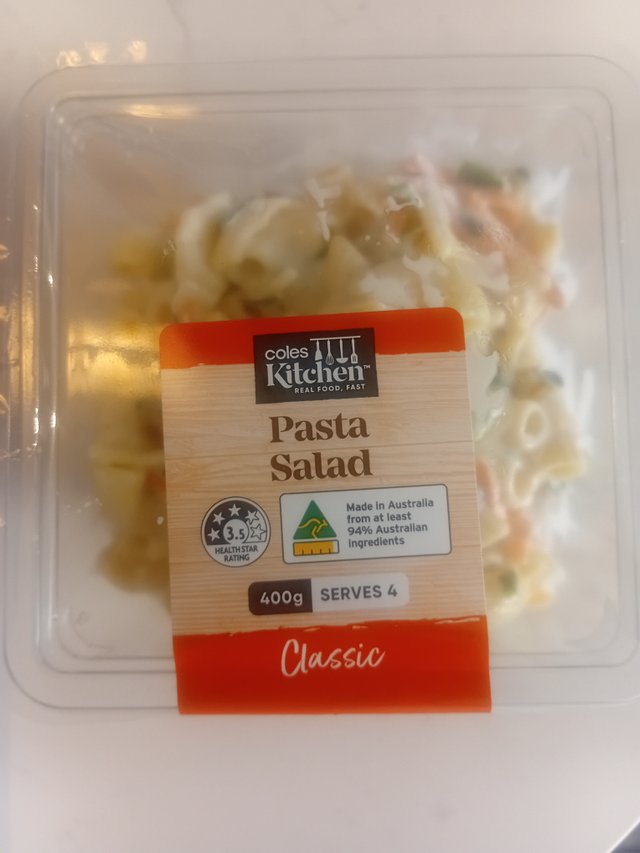 coles
Kitchen™
REAL FOOD, FAST
Pasta
Salad
3.5
HEALTH STAR
RATING
Made in Australia
from at least
94% Australian
ingredients
400g SERVES 4
Classic